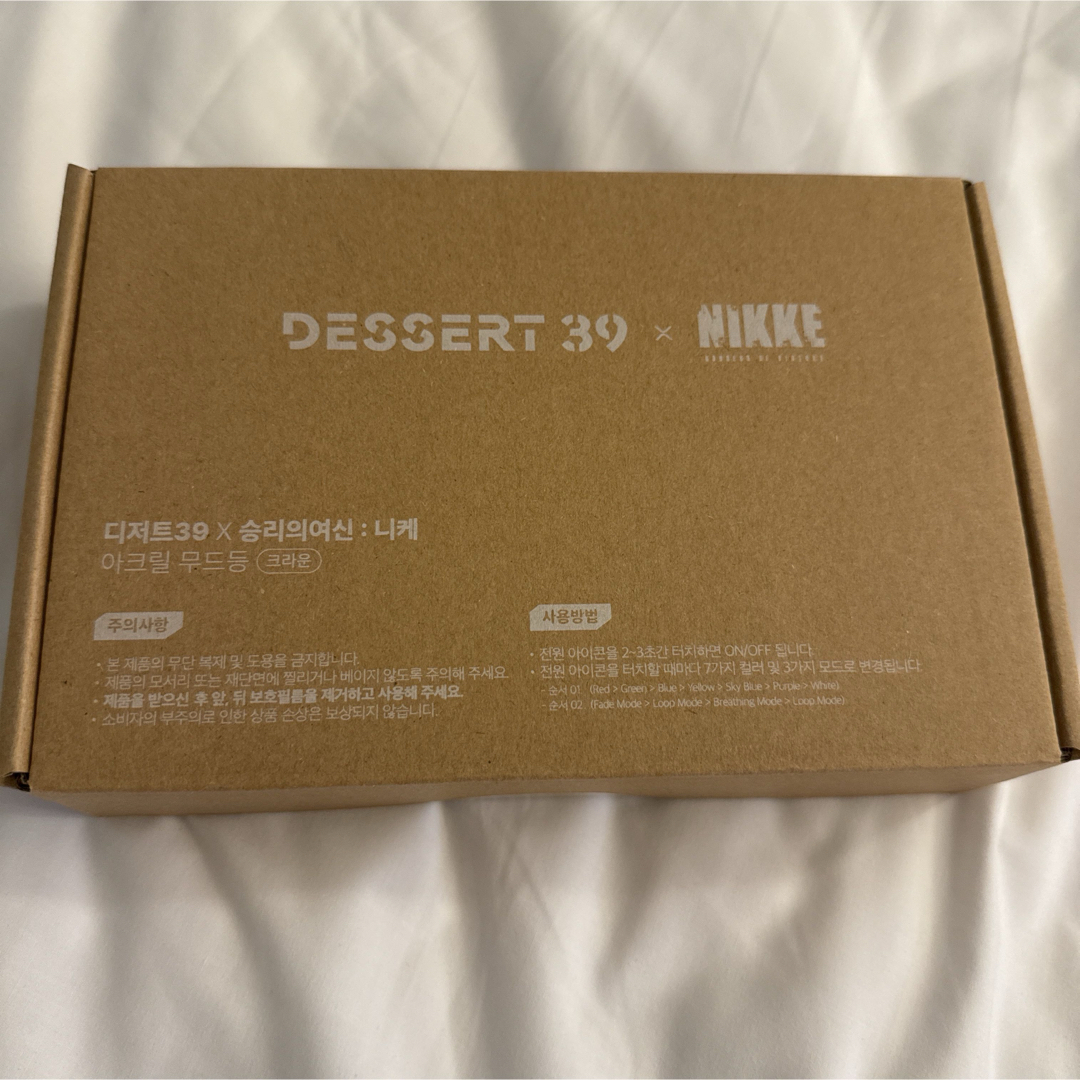 DESSERT 39 × NIKKE
GODDESS OF VICTORY
디저트39 X 승리의여신 : 니케
아크릴 무드등 크라운
주의사항
• 본 제품의 무단 복제 및 도용을 금지합니다.
• 제품의 모서리 또는 재단면에 찔리거나 베이지 않도록 주의해 주세요.
• 제품을 받으신 후 앞, 뒤 보호필름을 제거하고 사용해 주세요.
• 소비자의 부주의로 인한 상품 손상은 보상되지 않습니다.
사용방법
• 전원 아이콘을 2~3초간 터치하면 ON/OFF 됩니다.
• 전원 아이콘을 터치할 때마다 7가지 컬러 및 3가지 모드로 변경됩니다.
- 순서 01 (Red > Green > Blue > Yellow > Sky Blue > Purple > White)
- 순서 02 (Fade Mode > Loop Mode > Breathing Mode > Loop Mode)